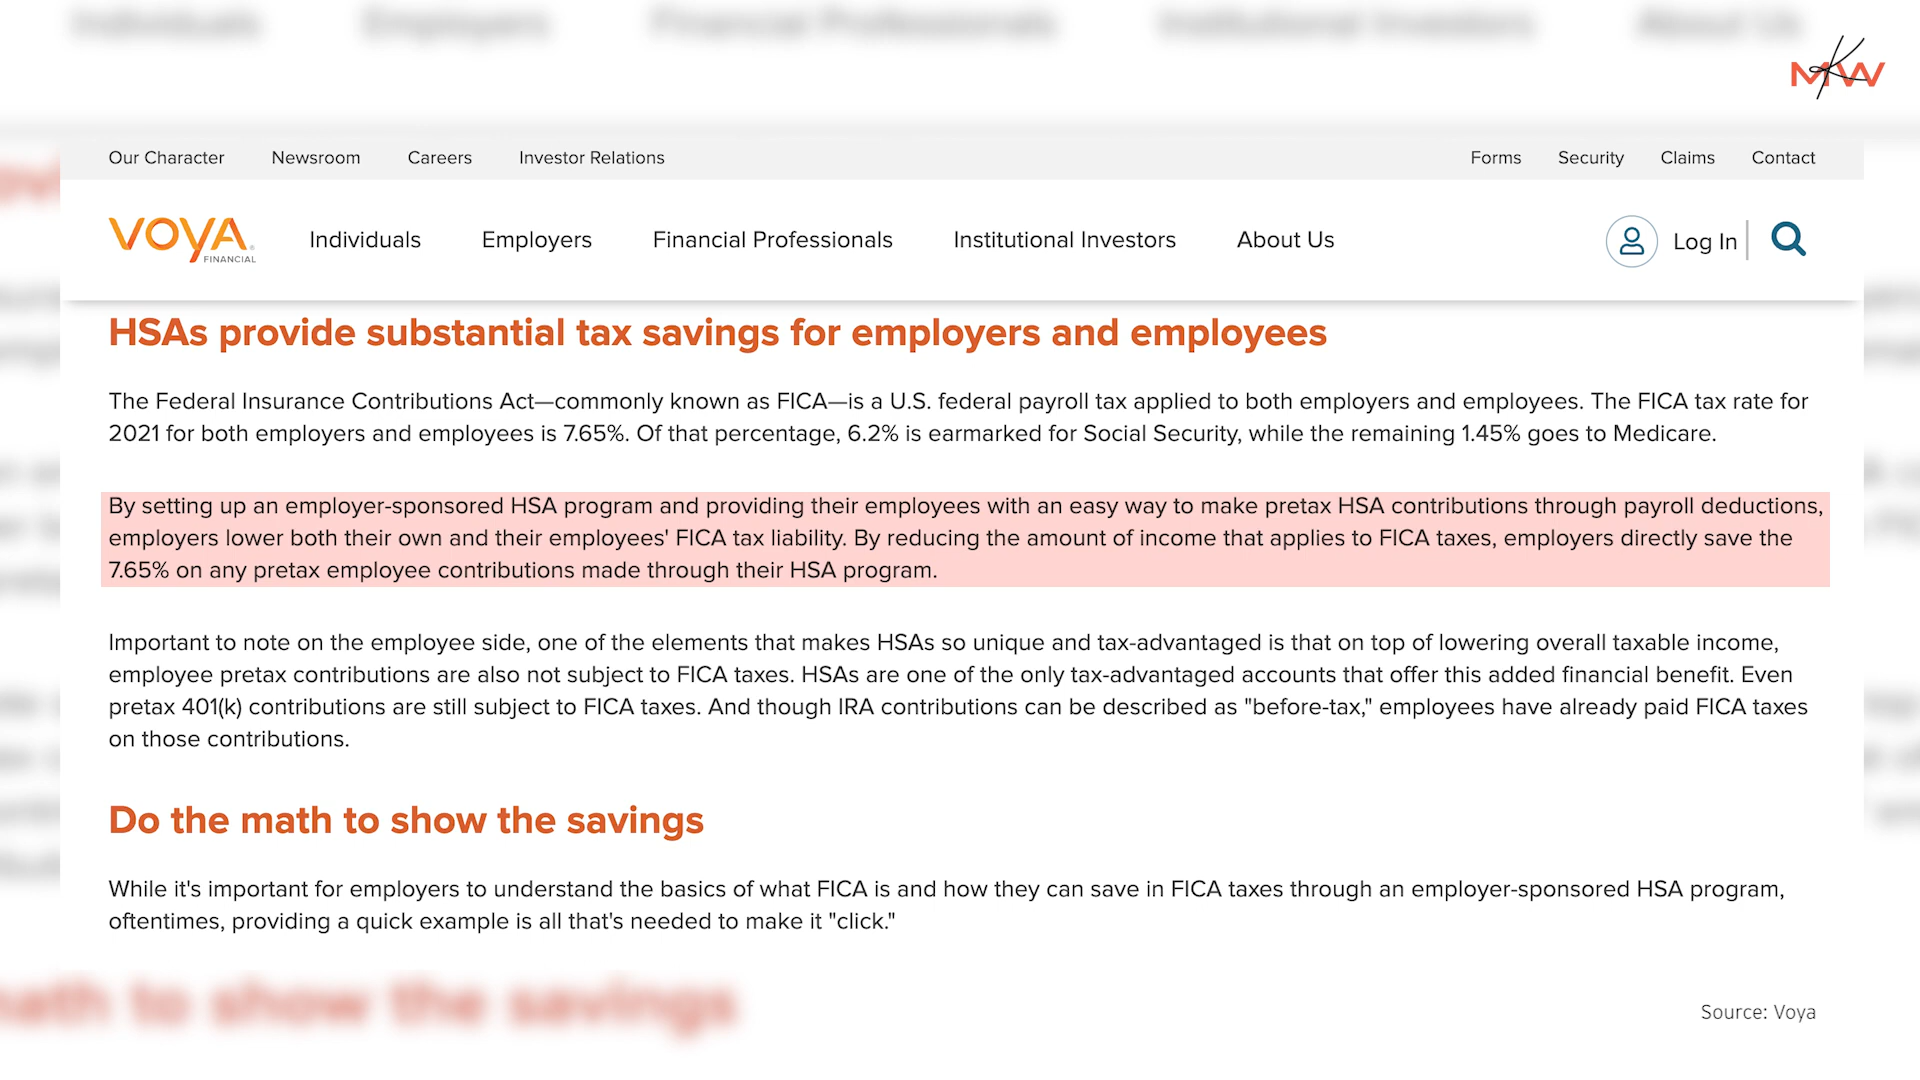 Individuals Employers Financial Professionals Institutional Investors About Us
MKW
Our Character Newsroom Careers Investor Relations Forms Security Claims Contact
VOYA FINANCIAL Individuals Employers Financial Professionals Institutional Investors About Us Log In
HSAs provide substantial tax savings for employers and employees
The Federal Insurance Contributions Act—commonly known as FICA—is a U.S. federal payroll tax applied to both employers and employees. The FICA tax rate for
2021 for both employers and employees is 7.65%. Of that percentage, 6.2% is earmarked for Social Security, while the remaining 1.45% goes to Medicare.
By setting up an employer-sponsored HSA program and providing their employees with an easy way to make pretax HSA contributions through payroll deductions,
employers lower both their own and their employees' FICA tax liability. By reducing the amount of income that applies to FICA taxes, employers directly save the
7.65% on any pretax employee contributions made through their HSA program.
Important to note on the employee side, one of the elements that makes HSAs so unique and tax-advantaged is that on top of lowering overall taxable income,
employee pretax contributions are also not subject to FICA taxes. HSAs are one of the only tax-advantaged accounts that offer this added financial benefit. Even
pretax 401(k) contributions are still subject to FICA taxes. And though IRA contributions can be described as "before-tax," employees have already paid FICA taxes
on those contributions.
Do the math to show the savings
While it's important for employers to understand the basics of what FICA is and how they can save in FICA taxes through an employer-sponsored HSA program,
oftentimes, providing a quick example is all that's needed to make it "click."
math to show the savings
Source: Voya